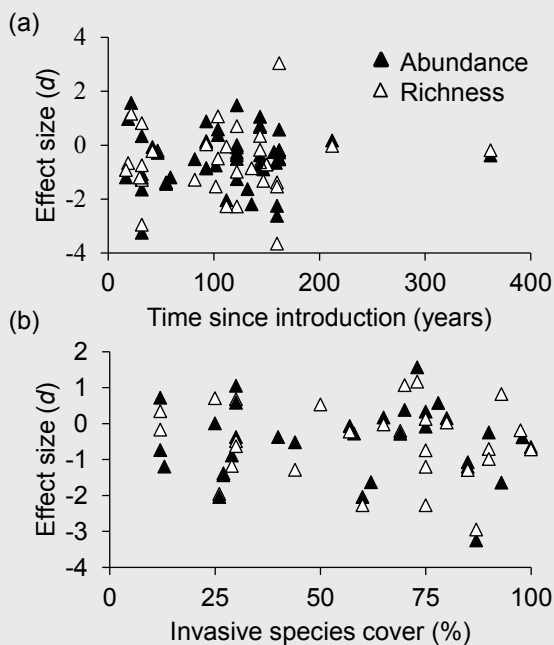 (a)
4
2
0
-2
-4
Effect size (d)
Abundance
Richness
0 100 200 300 400
Time since introduction (years)
(b)
2
1
0
-1
-2
-3
-4
Effect size (d)
0 25 50 75 100
Invasive species cover (%)